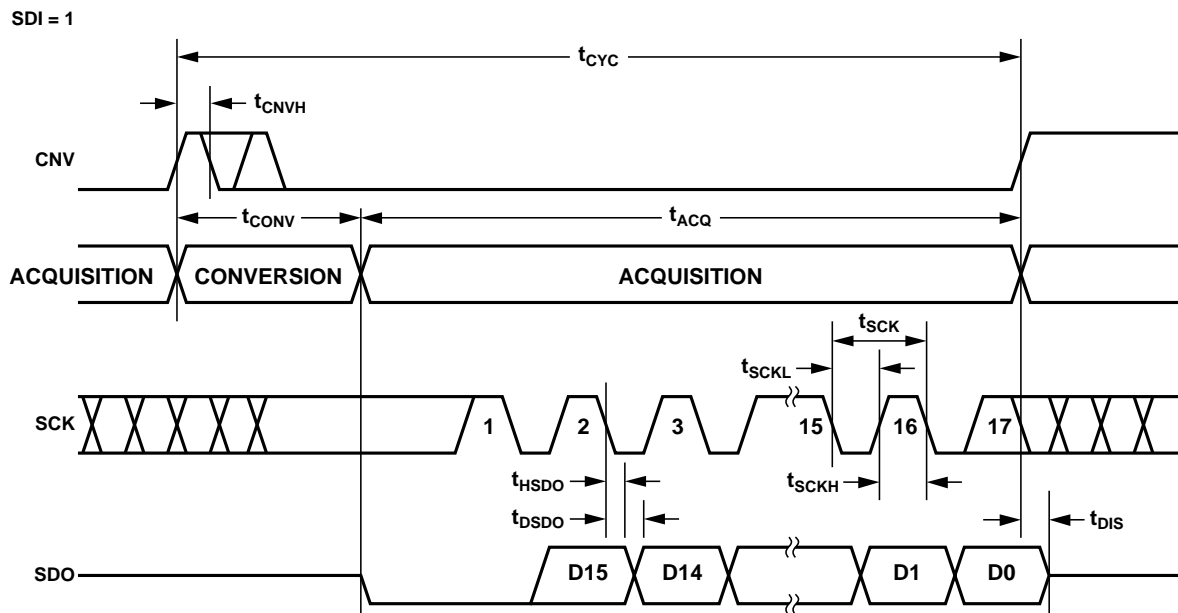 SDI = 1
tCYC
tCNVH
CNV
tCONV
tACQ
ACQUISITION
CONVERSION
ACQUISITION
tSCK
tSCKL
SCK
1
2
3
15
16
17
tHSDO
tSCKH
tDSDO
tDIS
SDO
D15
D14
D1
D0